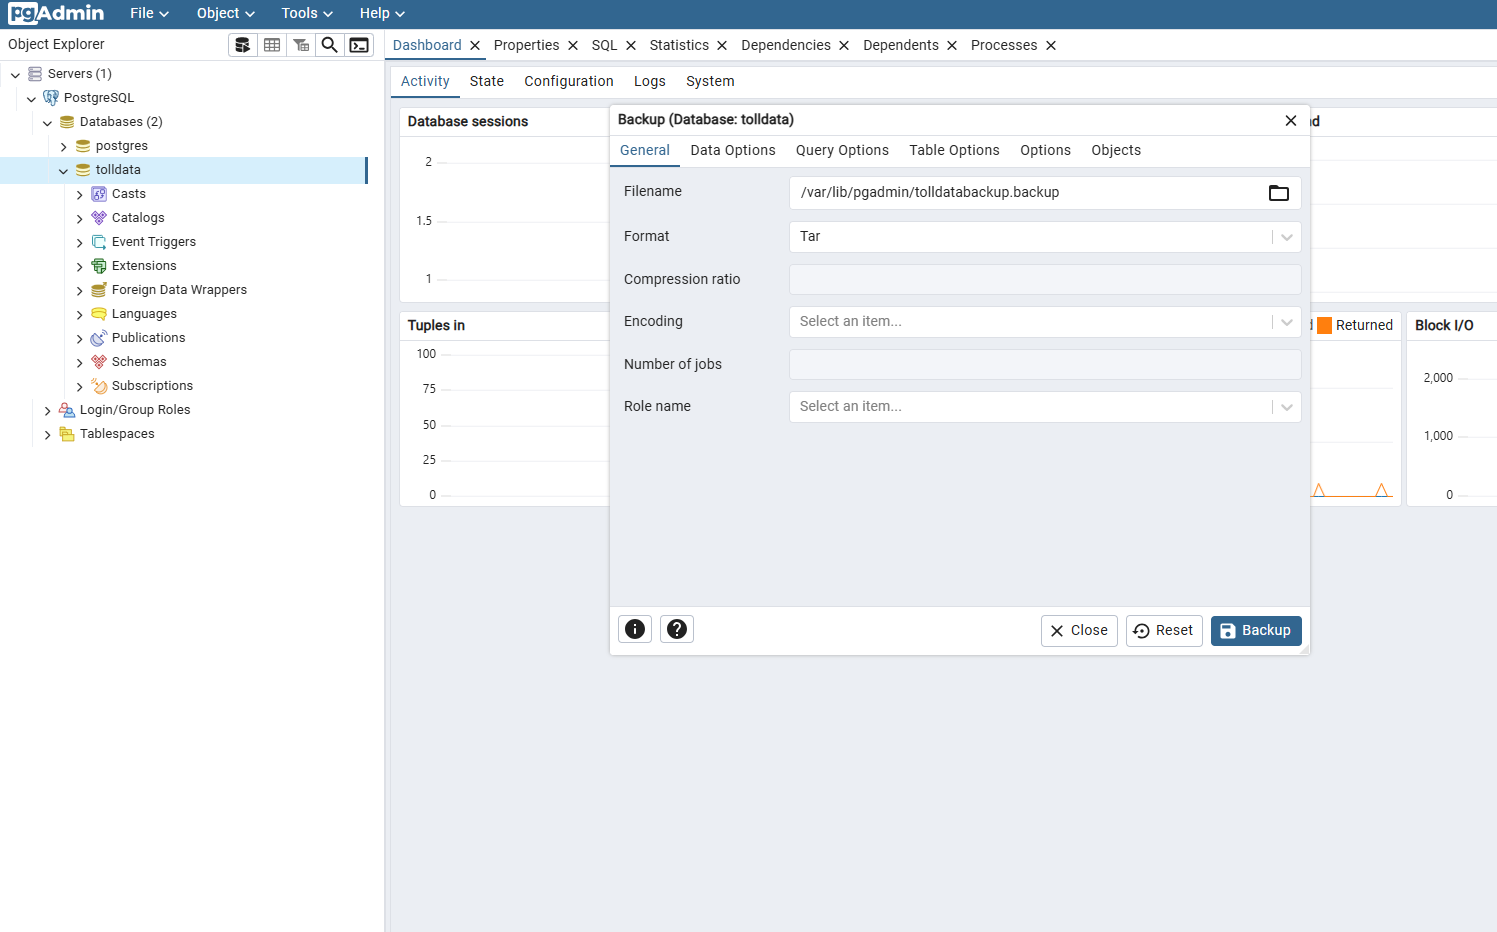 pgAdmin File Object Tools Help
Object Explorer
Dashboard Properties SQL Statistics Dependencies Dependents Processes
Servers (1)
PostgreSQL
Databases (2)
postgres
tolldata
Casts
Catalogs
Event Triggers
Extensions
Foreign Data Wrappers
Languages
Publications
Schemas
Subscriptions
Login/Group Roles
Tablespaces
Activity State Configuration Logs System
Database sessions
2
1.5
1
Tuples in
100
75
50
25
0
Backup (Database: tolldata)
General Data Options Query Options Table Options Options Objects
Filename /var/lib/pgadmin/tolldatabackup.backup
Format Tar
Compression ratio
Encoding Select an item...
Number of jobs
Role name Select an item...
Close Reset Backup
Returned
Block I/O
2,000
1,000
0